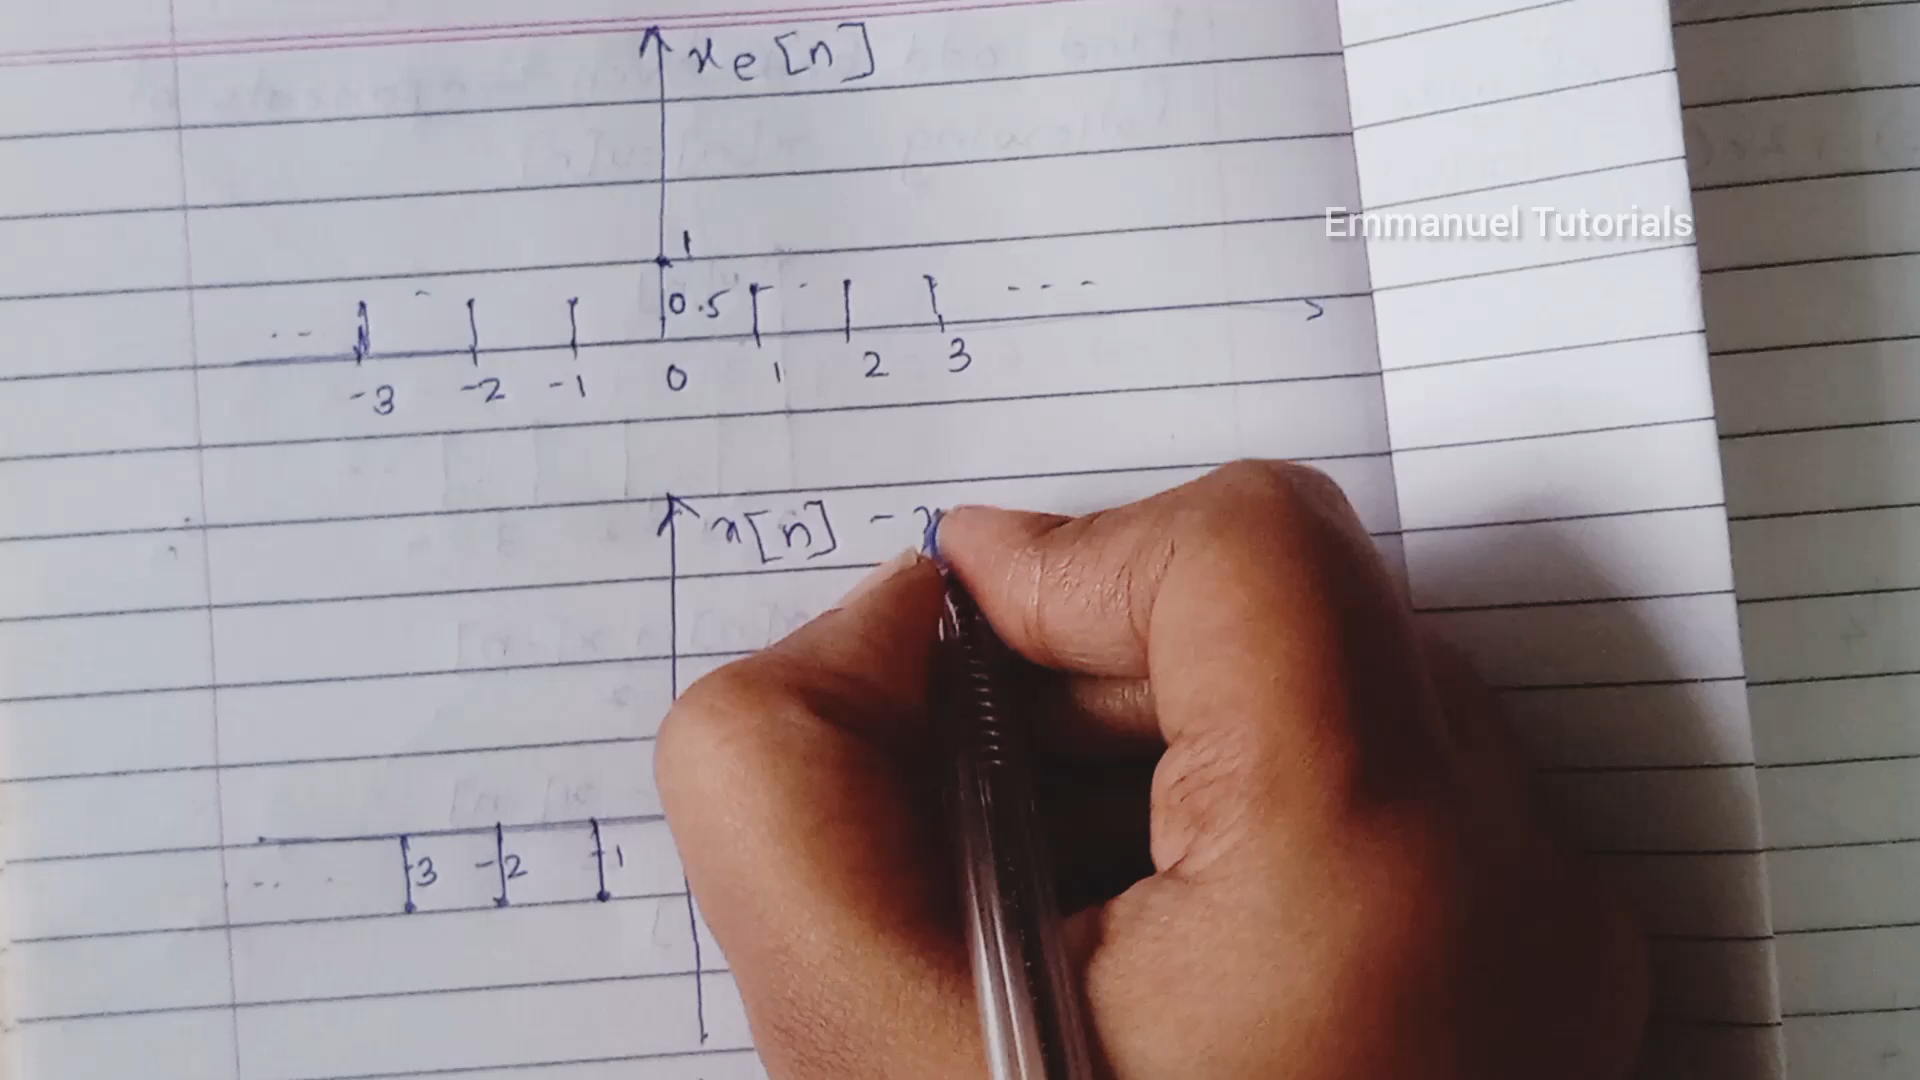 xe[n]
Emmanuel Tutorials
1
0.5
-3 -2 -1 0 1 2 3
x[n] - x
-3 -2 -1